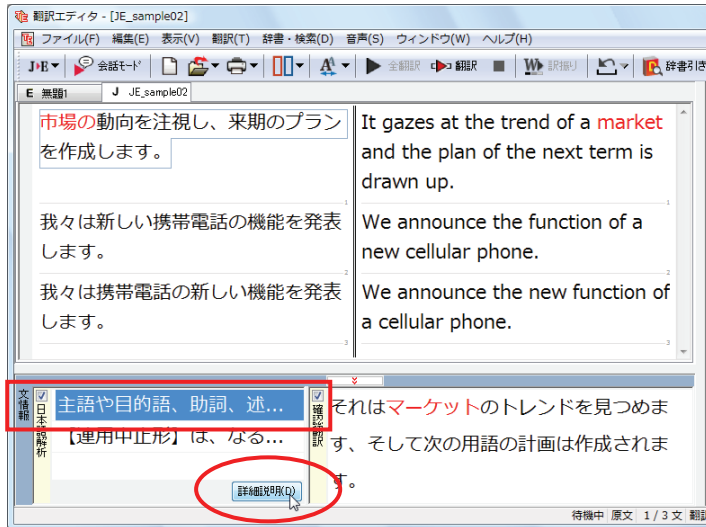 翻訳エディタ - [JE_sample02]
ファイル(F) 編集(E) 表示(V) 翻訳(T) 辞書・検索(D) 音声(S) ウィンドウ(W) ヘルプ(H)
J▸E 会話モード 全翻訳 翻訳 訳振り 辞書引き
E 無題1 J JE_sample02
市場の動向を注視し、来期のプラン
を作成します。
1
It gazes at the trend of a market
and the plan of the next term is
drawn up.
1
我々は新しい携帯電話の機能を発表
します。
2
We announce the function of a
new cellular phone.
2
我々は携帯電話の新しい機能を発表
します。
3
We announce the new function of
a cellular phone.
3
文情報
日本語解析
主語や目的語、助詞、述...
【運用中止形】は、なる...
詳細説明(D)
確認翻訳
それはマーケットのトレンドを見つめま
す、そして次の用語の計画は作成されま
す。
待機中 原文 1 / 3 文 翻訳